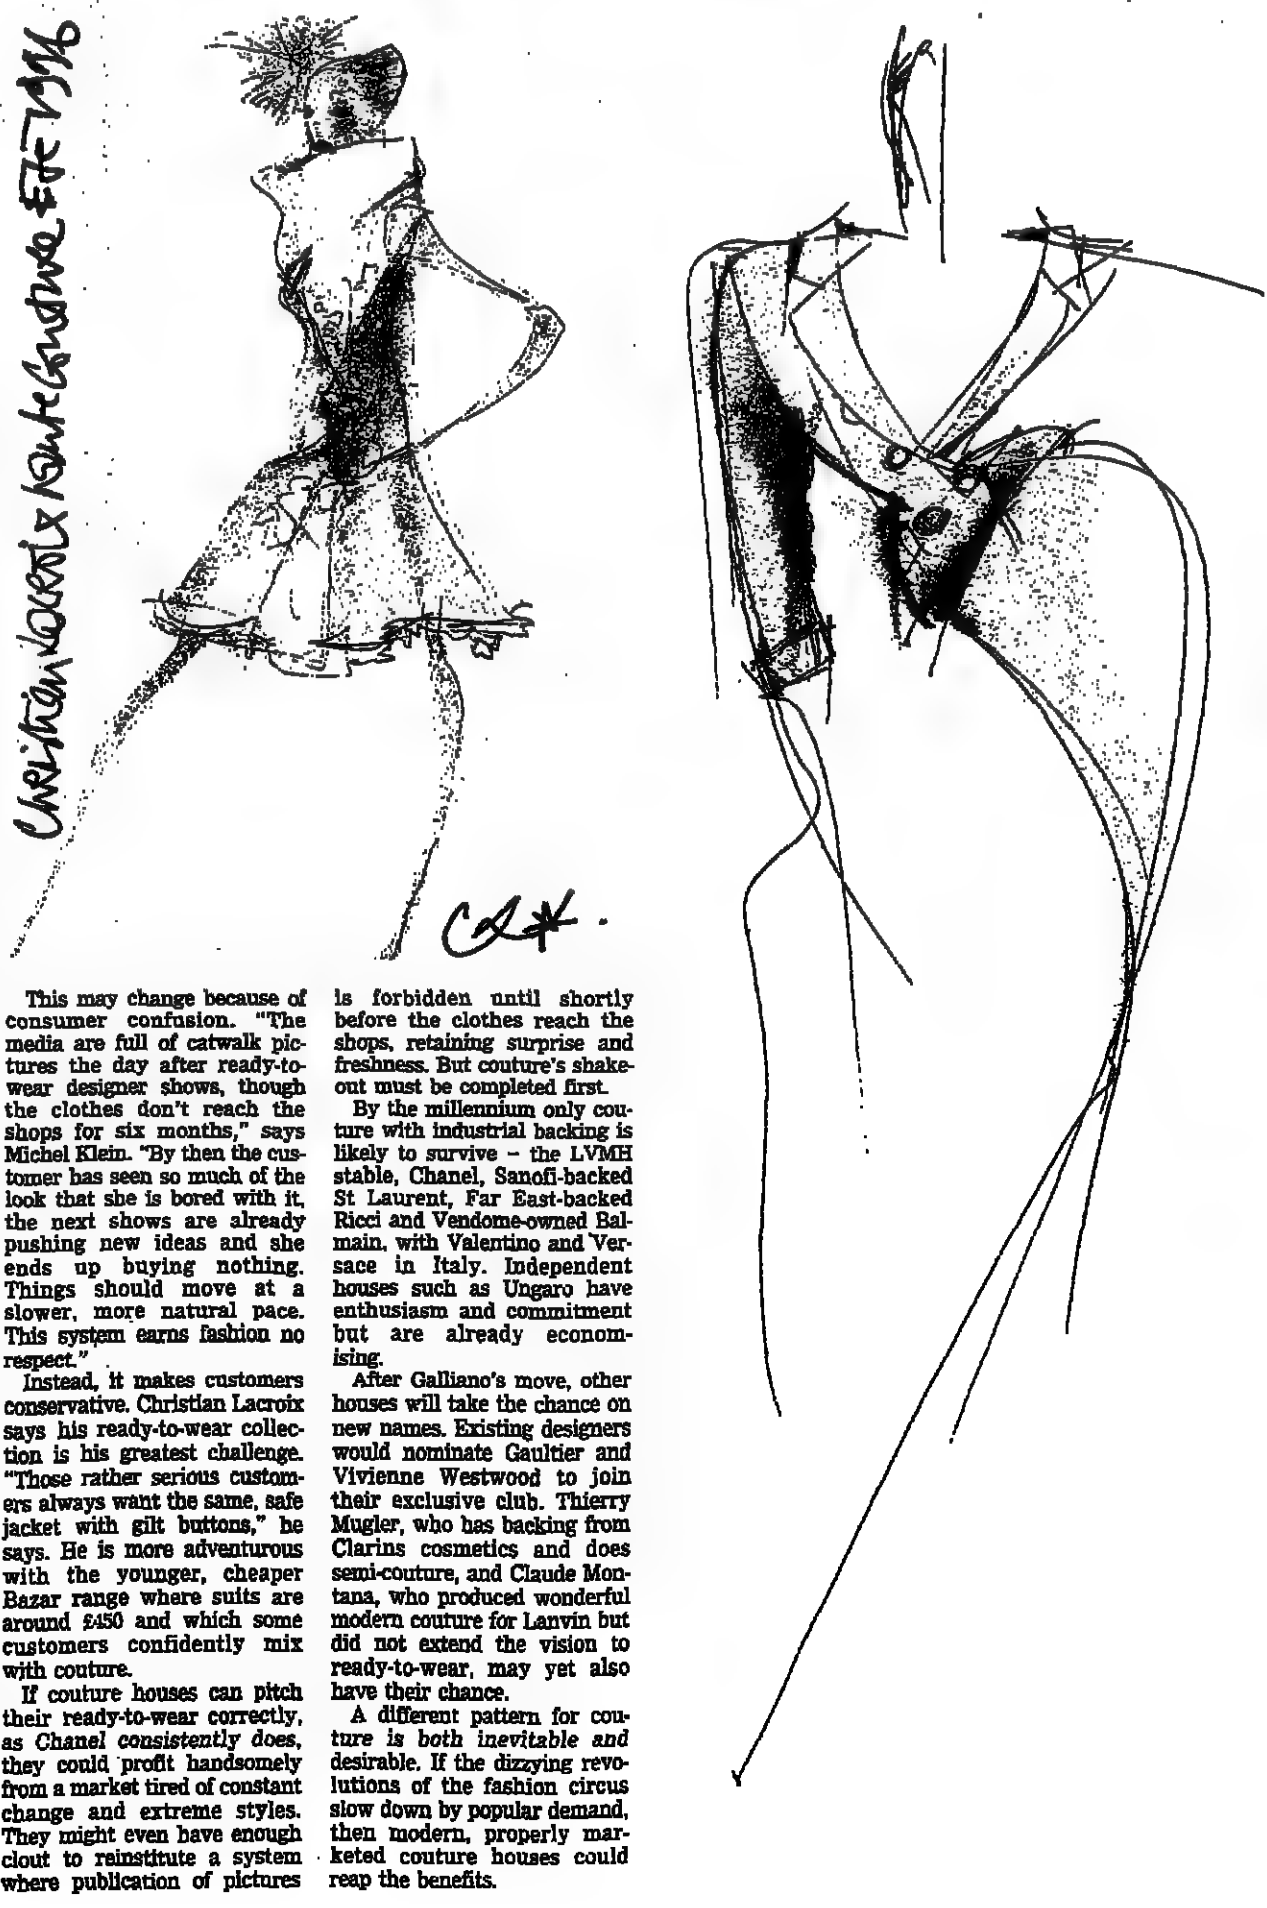 Christian Lacroix Haute Couture Eté 1996
This may change because of
consumer confusion. “The
media are full of catwalk pic-
tures the day after ready-to-
wear designer shows, though
the clothes don’t reach the
shops for six months,” says
Michel Klein. “By then the cus-
tomer has seen so much of the
look that she is bored with it,
the next shows are already
pushing new ideas and she
ends up buying nothing.
Things should move at a
slower, more natural pace.
This system earns fashion no
respect.”
Instead, it makes customers
conservative. Christian Lacroix
says his ready-to-wear collec-
tion is his greatest challenge.
“Those rather serious custom-
ers always want the same, safe
jacket with gilt buttons,” he
says. He is more adventurous
with the younger, cheaper
Bazar range where suits are
around £450 and which some
customers confidently mix
with couture.
If couture houses can pitch
their ready-to-wear correctly,
as Chanel consistently does,
they could profit handsomely
from a market tired of constant
change and extreme styles.
They might even have enough
clout to reinstitute a system
where publication of pictures
is forbidden until shortly
before the clothes reach the
shops, retaining surprise and
freshness. But couture’s shake-
out must be completed first.
By the millennium only cou-
ture with industrial backing is
likely to survive – the LVMH
stable, Chanel, Sanofi-backed
St Laurent, Far East-backed
Ricci and Vendome-owned Bal-
main, with Valentino and Ver-
sace in Italy. Independent
houses such as Ungaro have
enthusiasm and commitment
but are already econom-
ising.
After Galliano’s move, other
houses will take the chance on
new names. Existing designers
would nominate Gaultier and
Vivienne Westwood to join
their exclusive club. Thierry
Mugler, who has backing from
Clarins cosmetics and does
semi-couture, and Claude Mon-
tana, who produced wonderful
modern couture for Lanvin but
did not extend the vision to
ready-to-wear, may yet also
have their chance.
A different pattern for cou-
ture is both inevitable and
desirable. If the dizzying revo-
lutions of the fashion circus
slow down by popular demand,
then modern, properly mar-
keted couture houses could
reap the benefits.